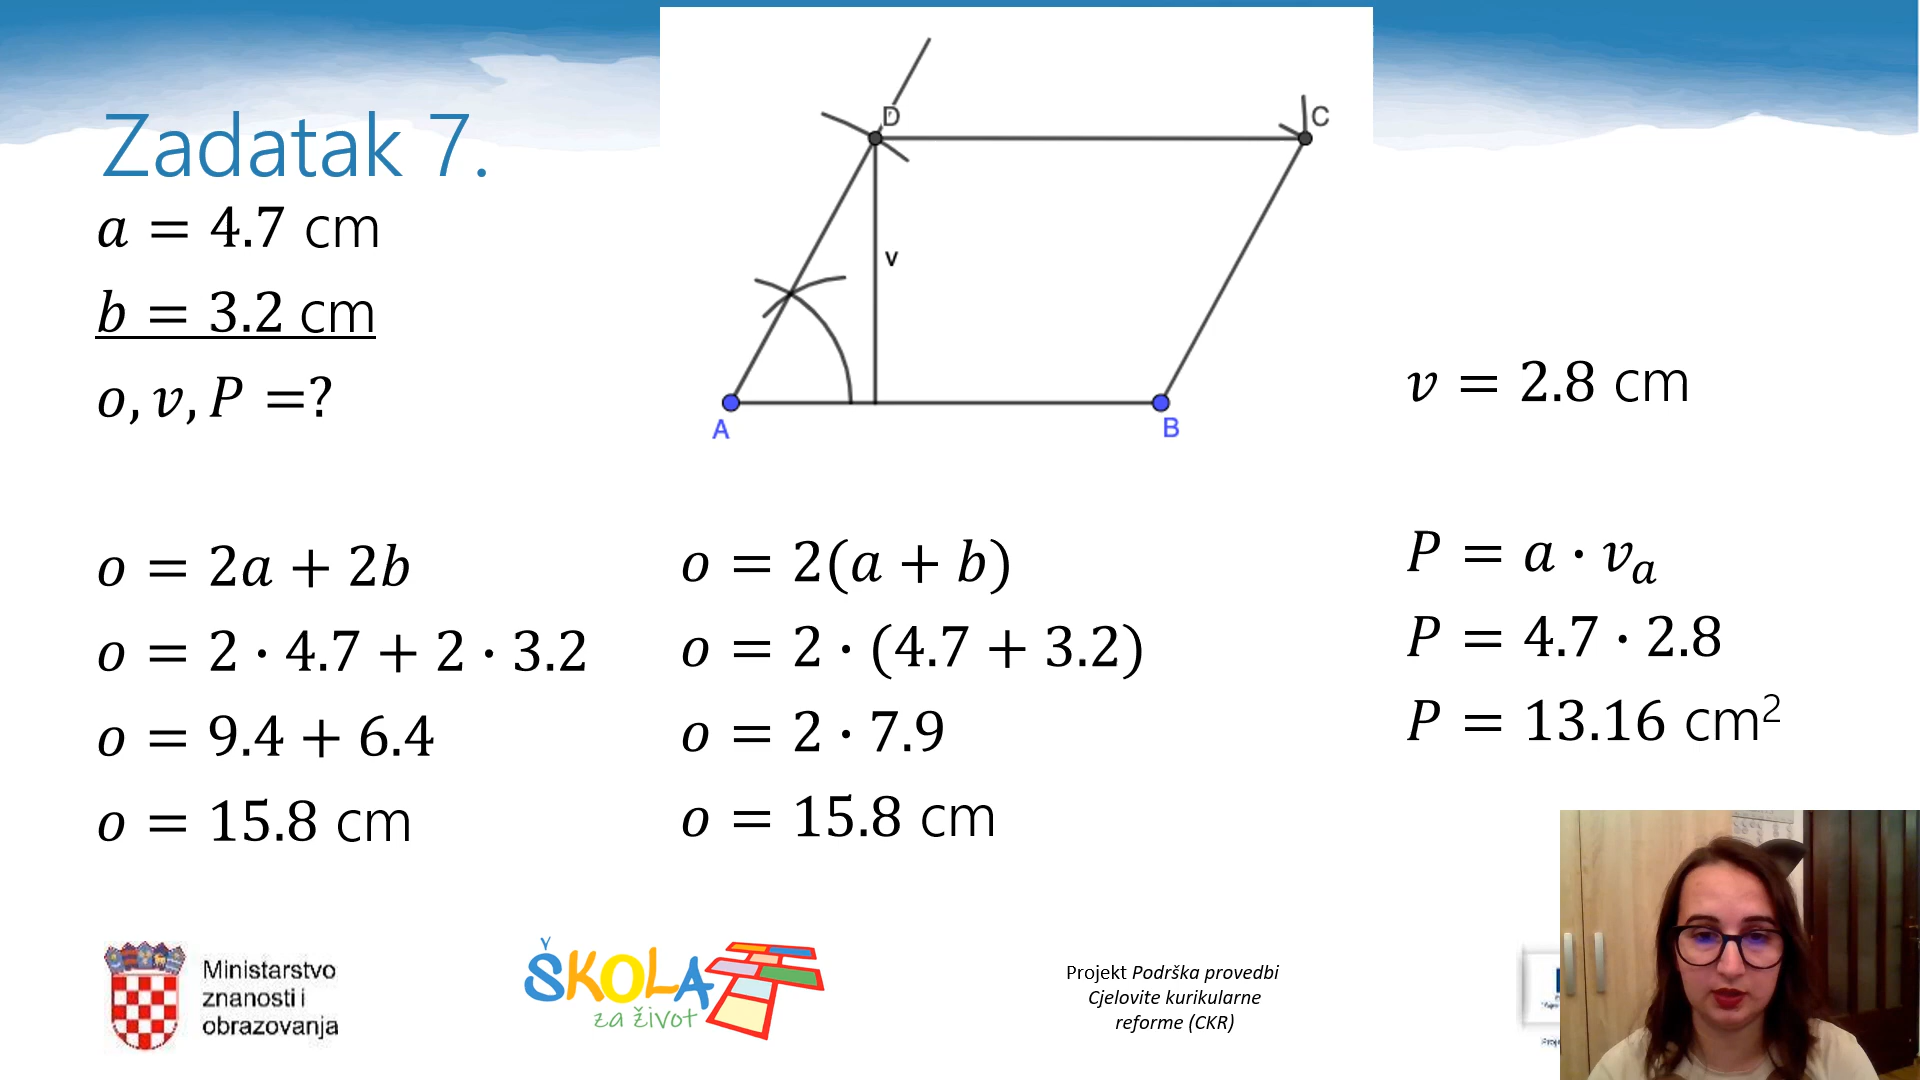 Zadatak 7.
a = 4.7 cm
b = 3.2 cm
o, v, P =?
D
C
v
A
B
v = 2.8 cm
o = 2a + 2b
o = 2 · 4.7 + 2 · 3.2
o = 9.4 + 6.4
o = 15.8 cm
o = 2(a + b)
o = 2 · (4.7 + 3.2)
o = 2 · 7.9
o = 15.8 cm
P = a · vₐ
P = 4.7 · 2.8
P = 13.16 cm²
Ministarstvo
znanosti i
obrazovanja
ŠKOLA
za život
Projekt Podrška provedbi
Cjelovite kurikularne
reforme (CKR)